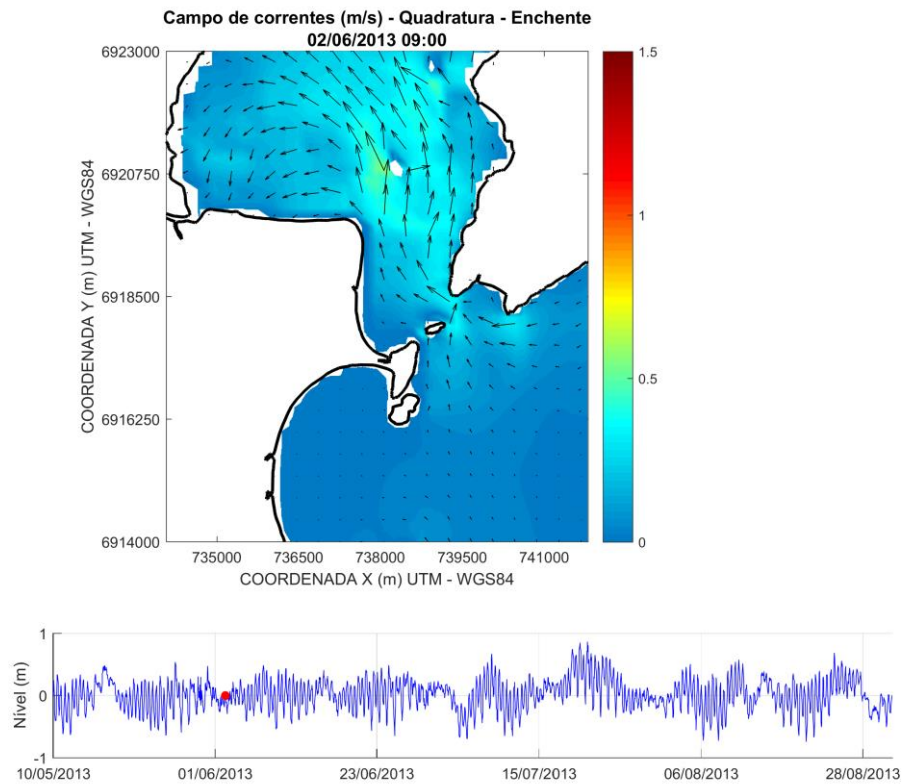 Campo de correntes (m/s) - Quadratura - Enchente
02/06/2013 09:00
COORDENADA Y (m) UTM - WGS84
6923000
6920750
6918500
6916250
6914000
735000 736500 738000 739500 741000
COORDENADA X (m) UTM - WGS84
1.5
1
0.5
0
Nível (m)
1
0
-1
10/05/2013 01/06/2013 23/06/2013 15/07/2013 06/08/2013 28/08/2013